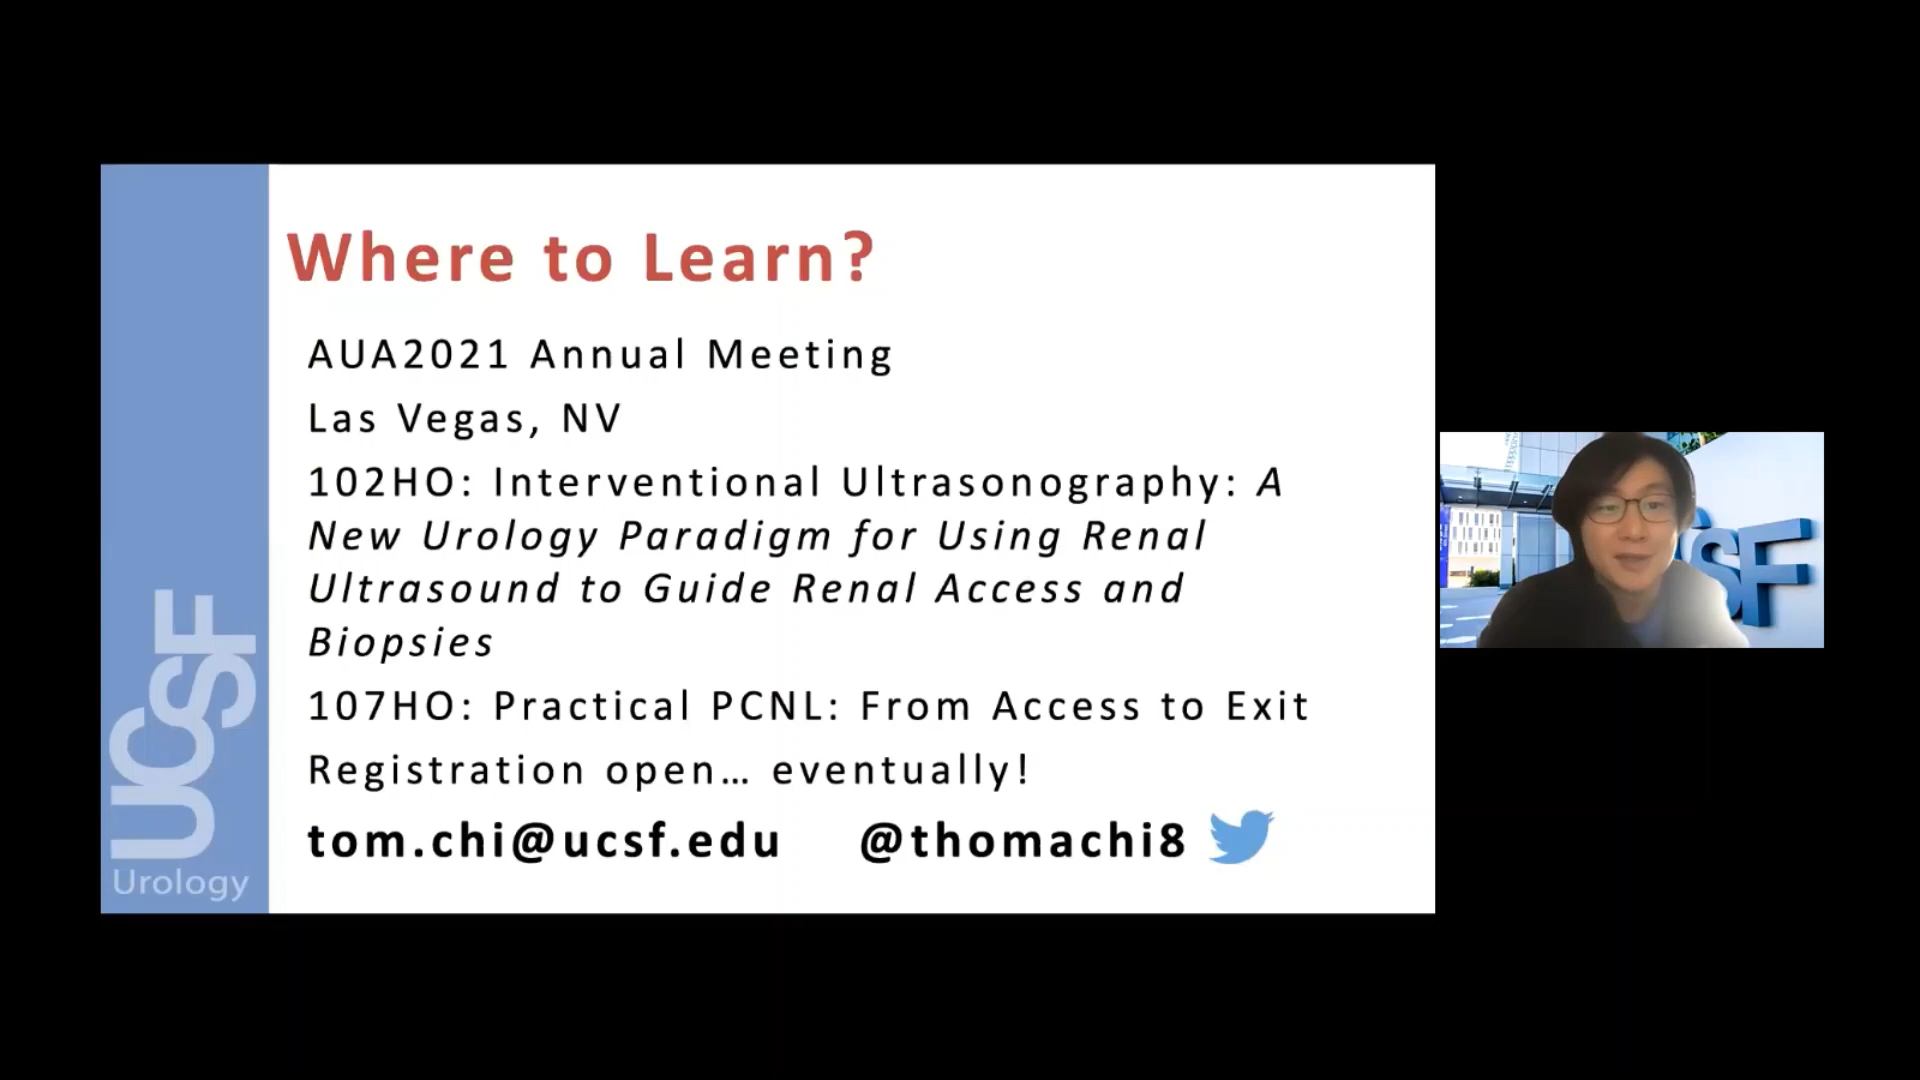 Where to Learn?
AUA2021 Annual Meeting
Las Vegas, NV
102HO: Interventional Ultrasonography: A
New Urology Paradigm for Using Renal
Ultrasound to Guide Renal Access and
Biopsies
107HO: Practical PCNL: From Access to Exit
Registration open… eventually!
tom.chi@ucsf.edu @thomachi8
UCSF
Urology
SF